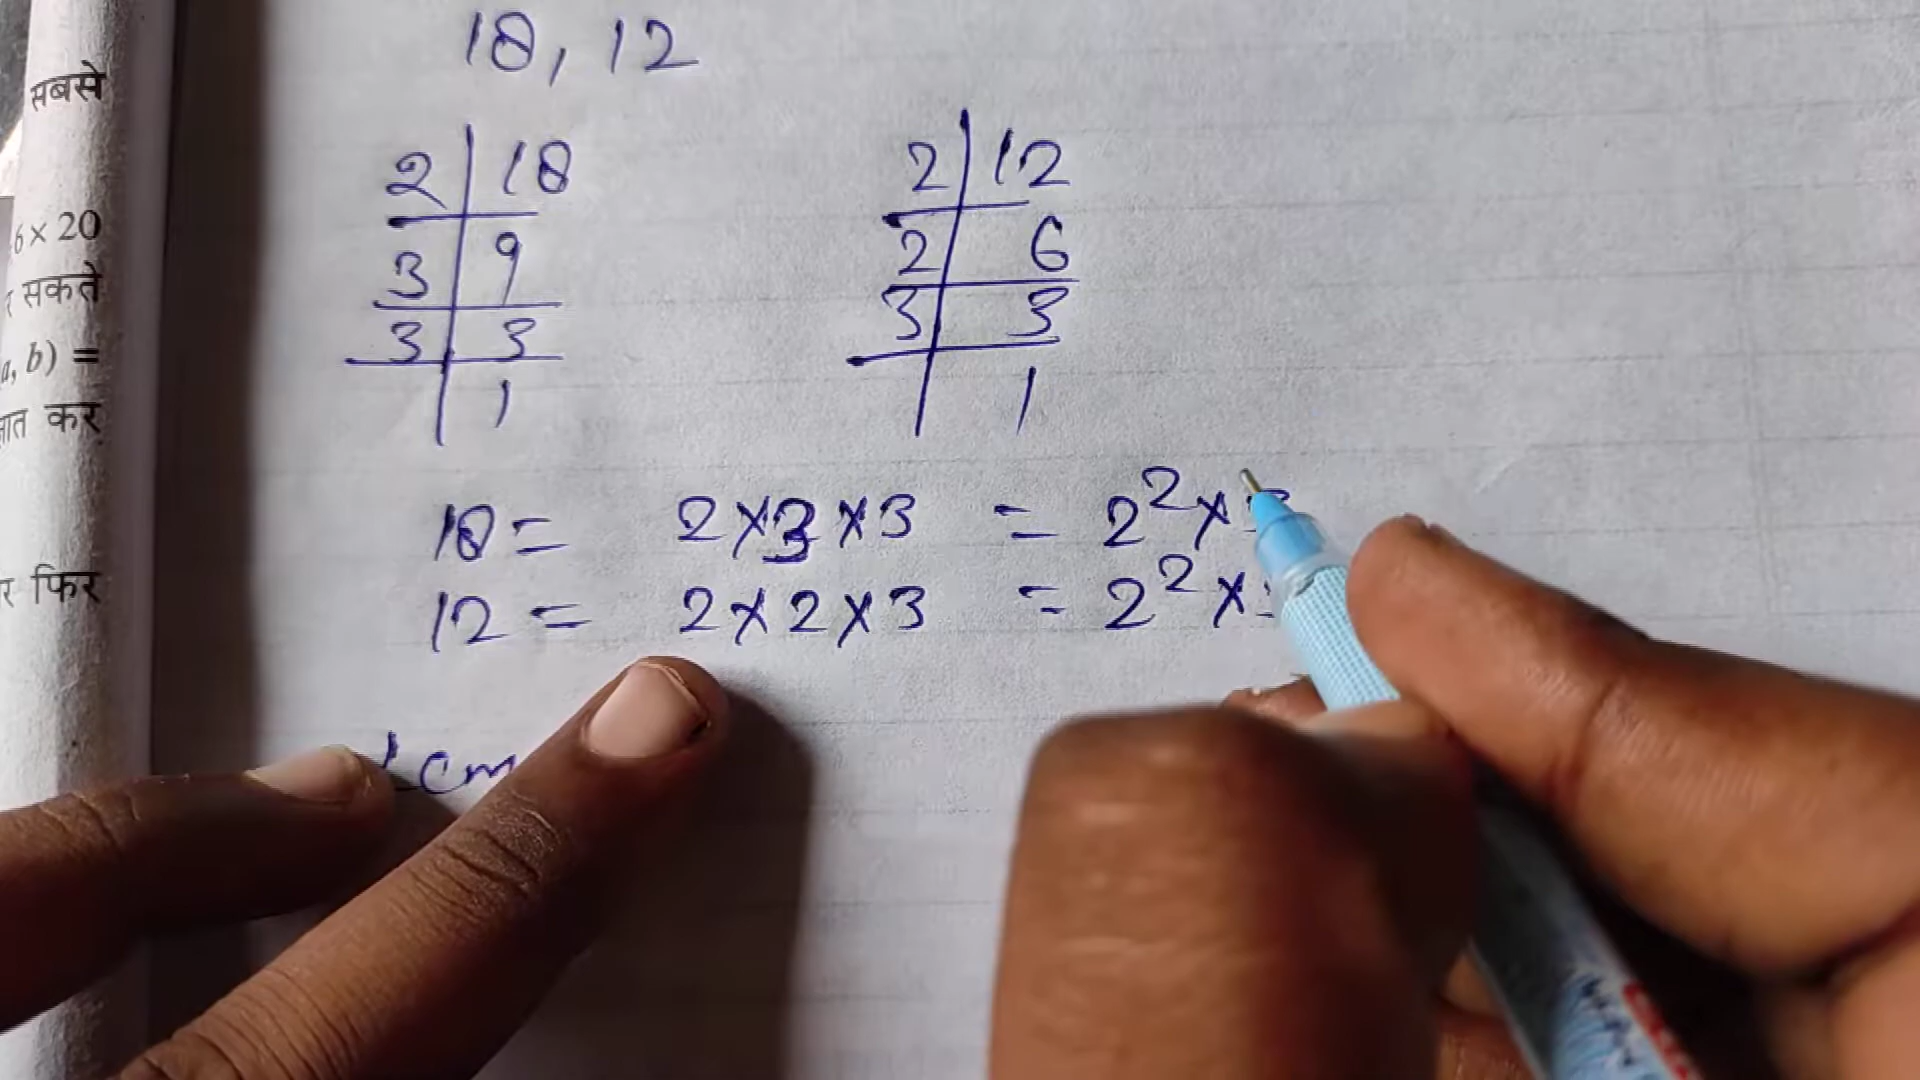 18, 12
2 | 18
3 | 9
3 | 3
1
2 | 12
2 | 6
3 | 3
1
18 = 2 × 3 × 3 = 2² ×
12 = 2 × 2 × 3 = 2² ×
Lcm
सबसे
6 × 20
सकते
a, b) =
कर
फिर